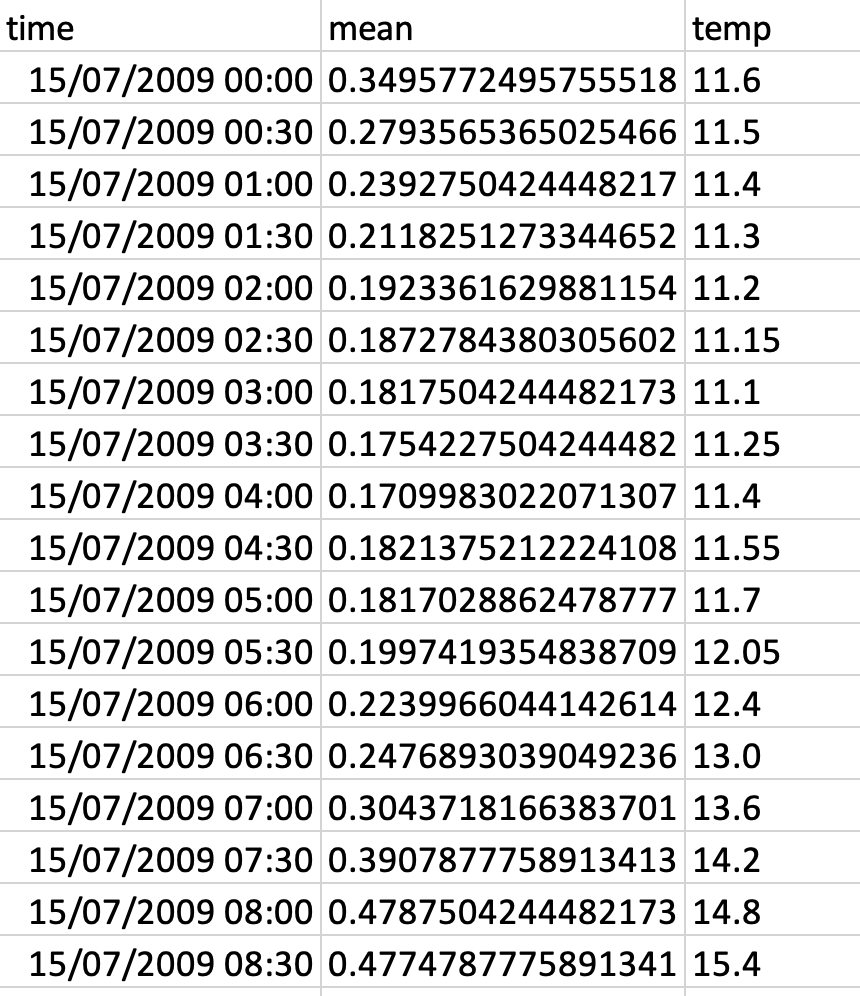 time mean temp
15/07/2009 00:00 0.3495772495755518 11.6
15/07/2009 00:30 0.2793565365025466 11.5
15/07/2009 01:00 0.2392750424448217 11.4
15/07/2009 01:30 0.2118251273344652 11.3
15/07/2009 02:00 0.1923361629881154 11.2
15/07/2009 02:30 0.1872784380305602 11.15
15/07/2009 03:00 0.1817504244482173 11.1
15/07/2009 03:30 0.1754227504244482 11.25
15/07/2009 04:00 0.1709983022071307 11.4
15/07/2009 04:30 0.1821375212224108 11.55
15/07/2009 05:00 0.1817028862478777 11.7
15/07/2009 05:30 0.1997419354838709 12.05
15/07/2009 06:00 0.2239966044142614 12.4
15/07/2009 06:30 0.2476893039049236 13.0
15/07/2009 07:00 0.3043718166383701 13.6
15/07/2009 07:30 0.3907877758913413 14.2
15/07/2009 08:00 0.4787504244482173 14.8
15/07/2009 08:30 0.4774787775891341 15.4